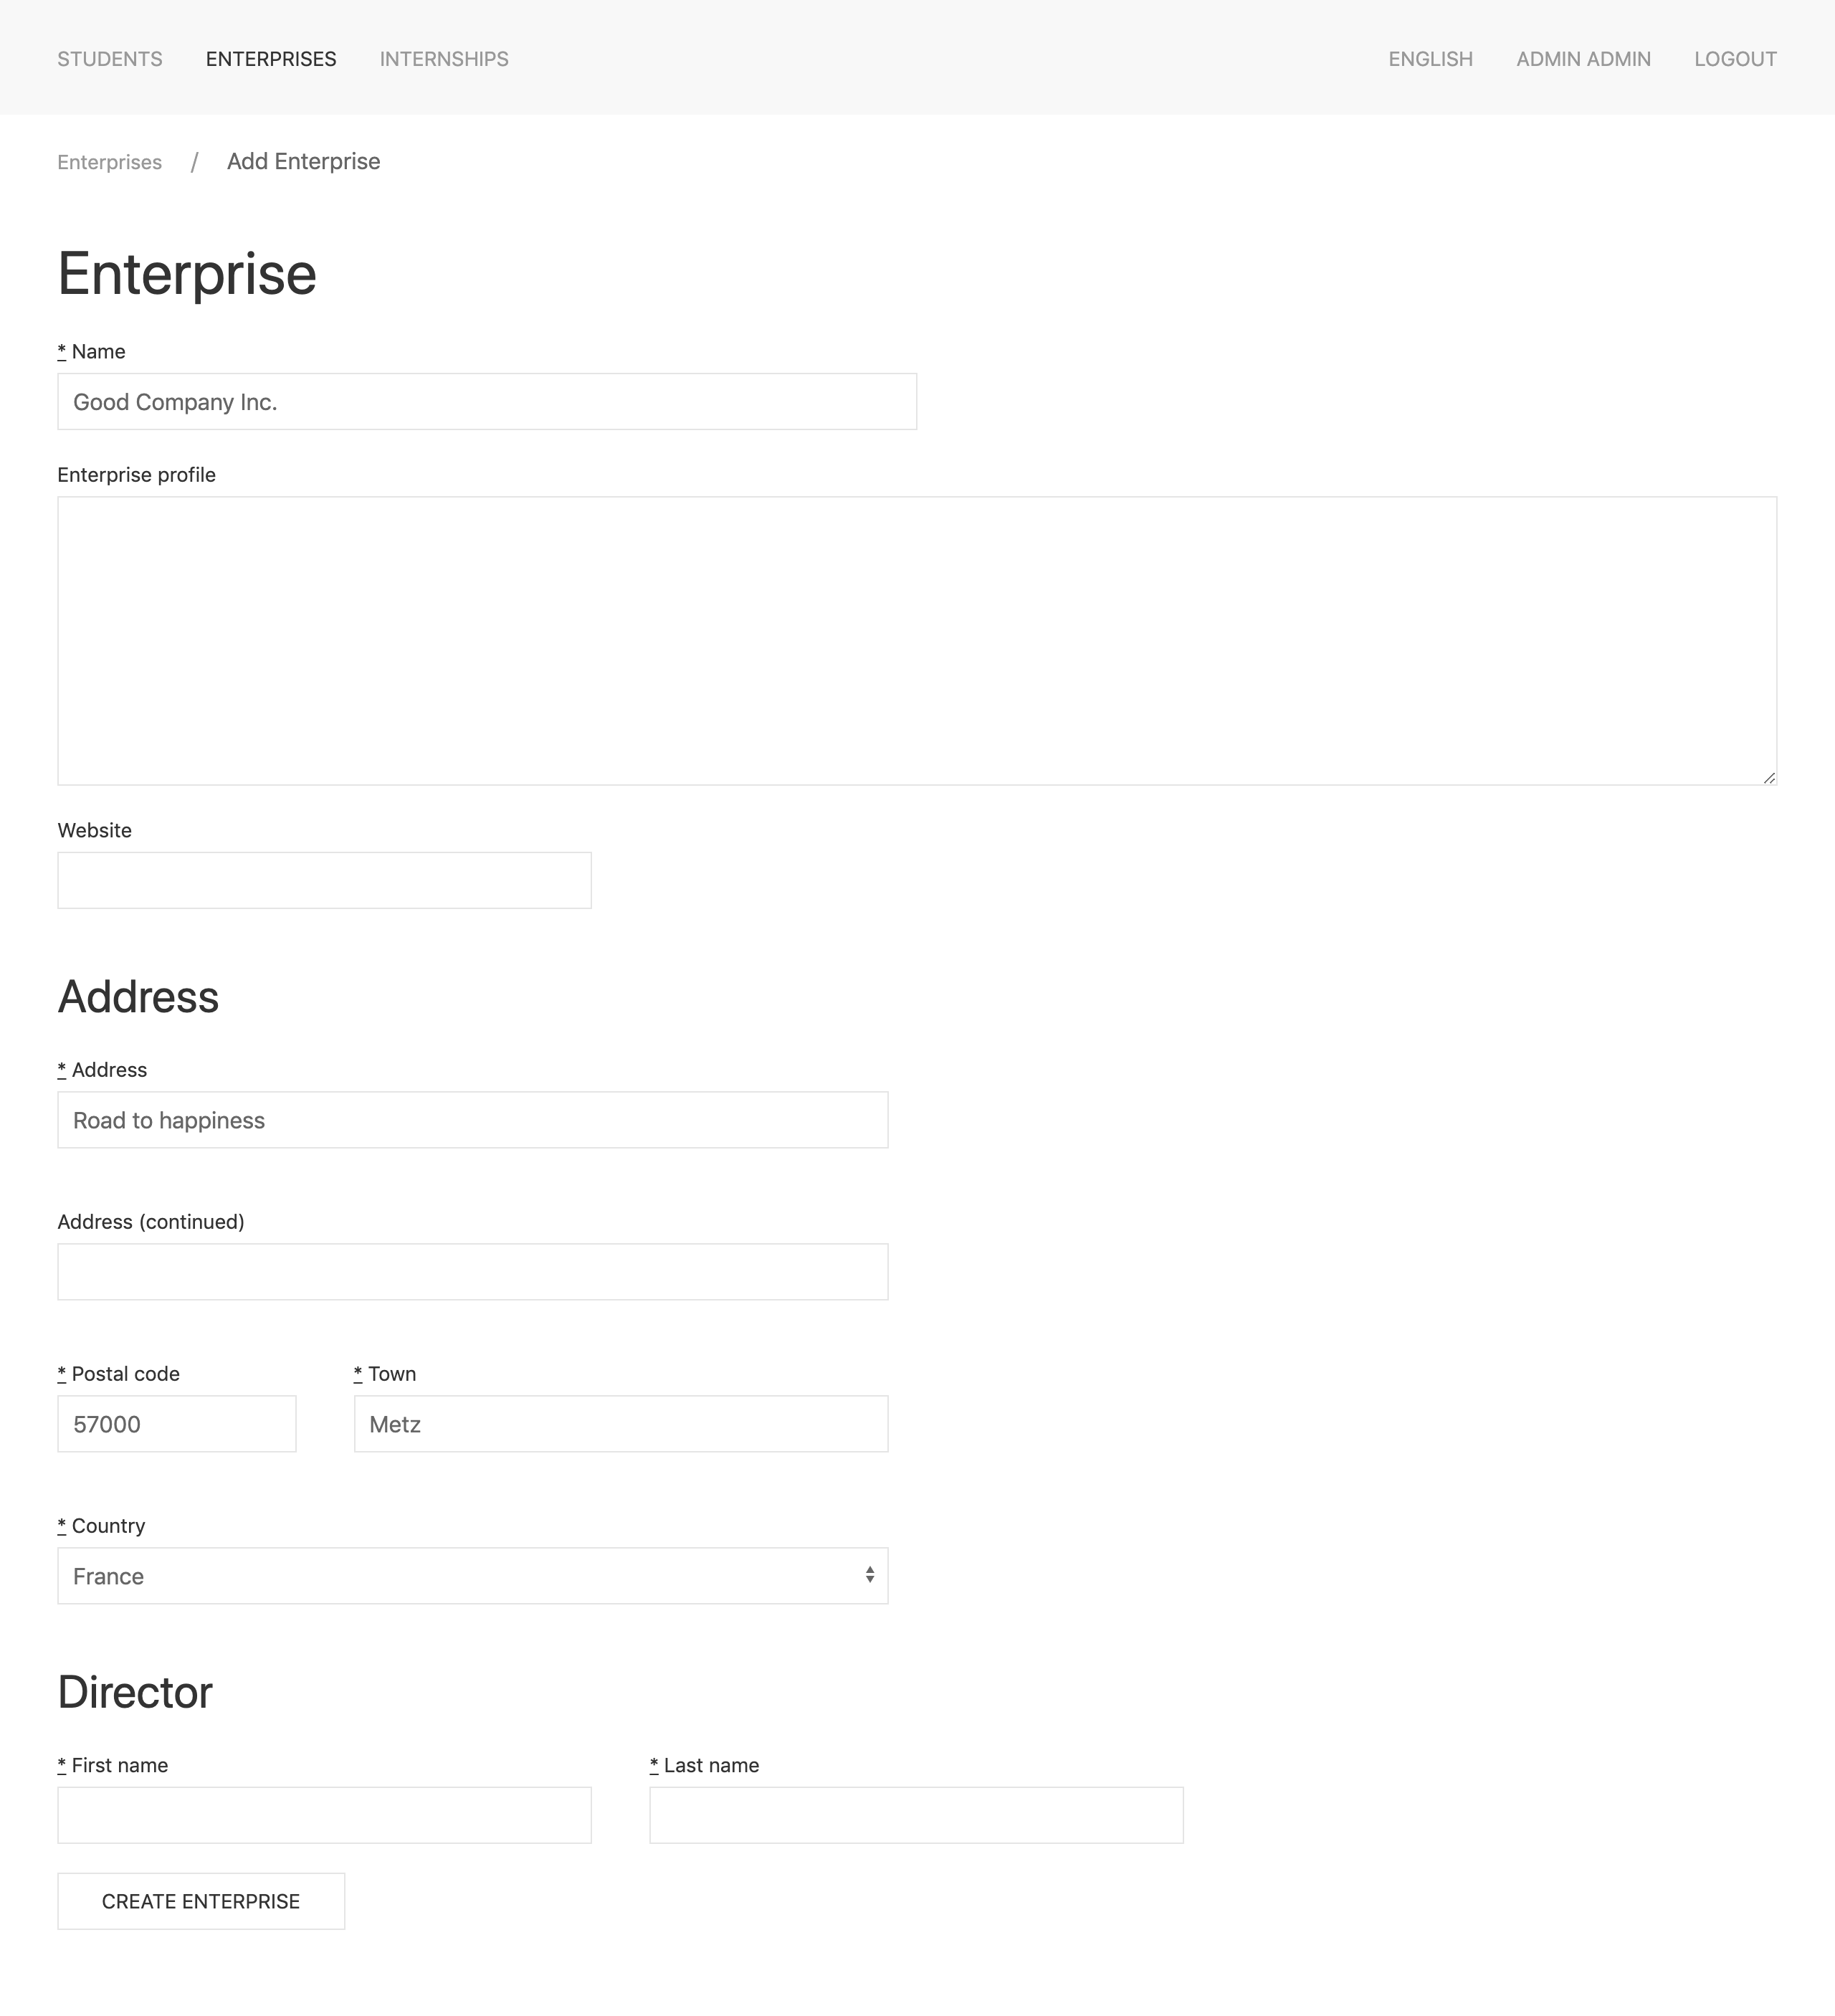 STUDENTS ENTERPRISES INTERNSHIPS ENGLISH ADMIN ADMIN LOGOUT
Enterprises / Add Enterprise
Enterprise
* Name
Good Company Inc.
Enterprise profile
Website
Address
* Address
Road to happiness
Address (continued)
* Postal code * Town
57000 Metz
* Country
France
Director
* First name * Last name
CREATE ENTERPRISE